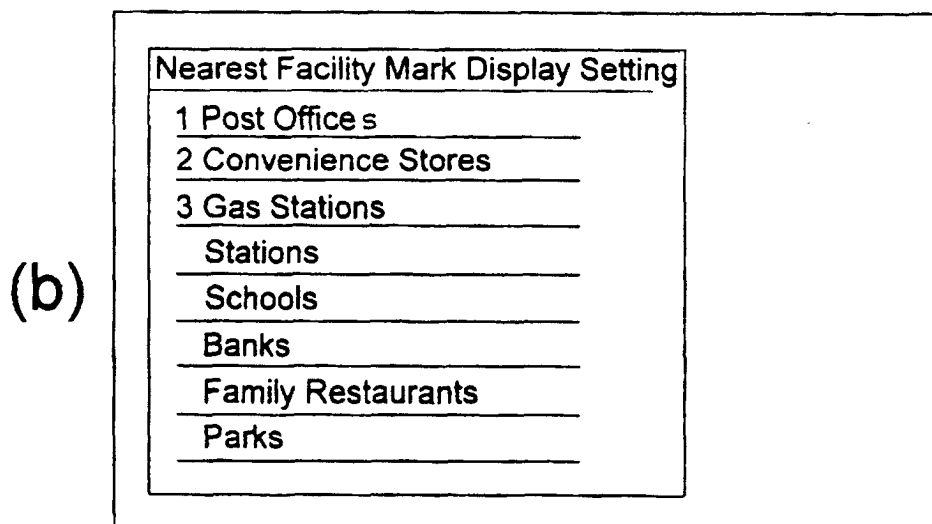 Nearest Facility Mark Display Setting
1 Post Offices
2 Convenience Stores
3 Gas Stations
Stations
(b)
Schools
Banks
Family Restaurants
Parks